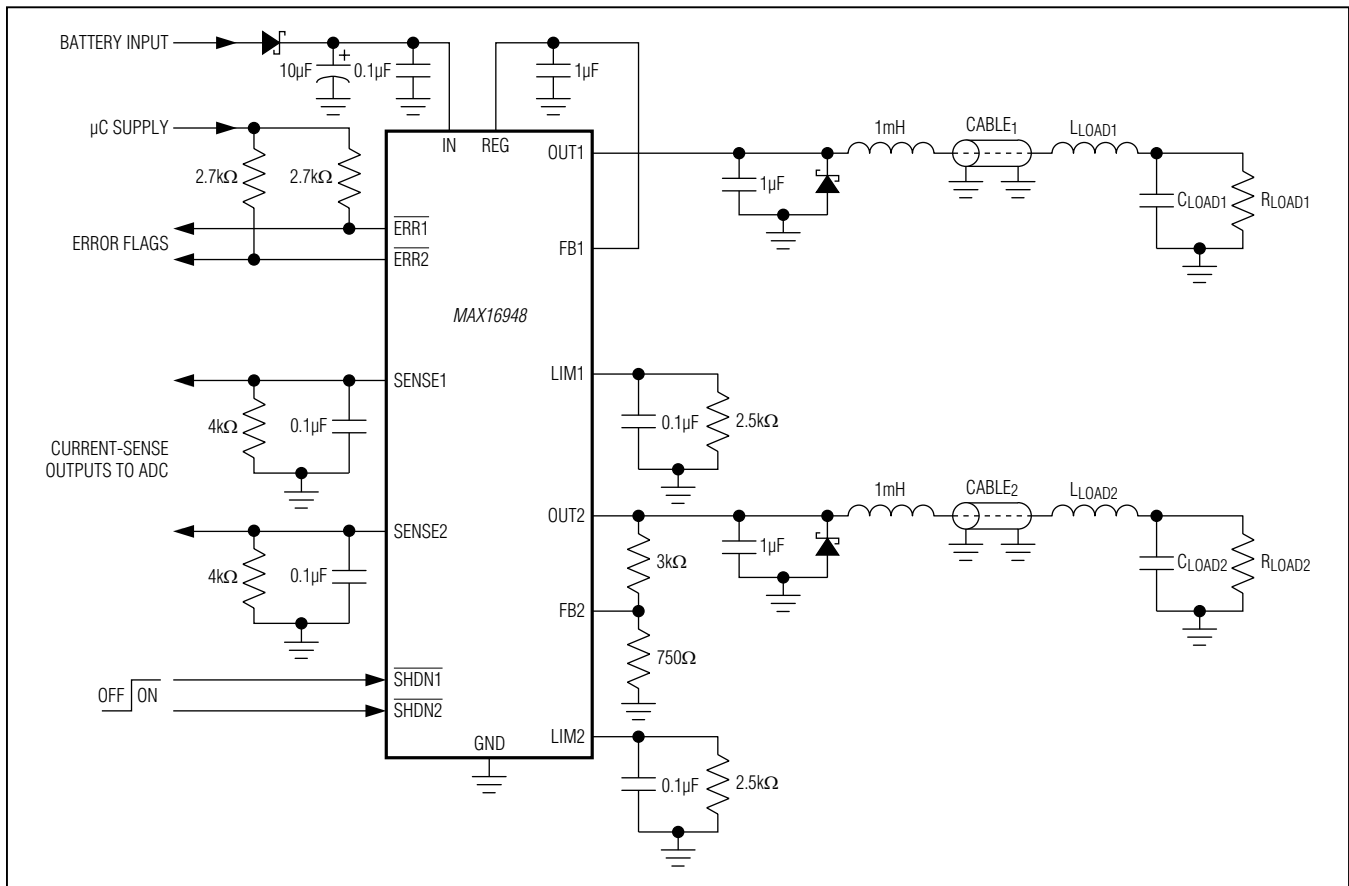 BATTERY INPUT
+
10µF
0.1µF
1µF
µC SUPPLY
2.7kΩ
2.7kΩ
IN
REG
OUT1
1mH
CABLE1
LLOAD1
1µF
CLOAD1
RLOAD1
ERROR FLAGS
ERR1
ERR2
FB1
MAX16948
SENSE1
4kΩ
0.1µF
LIM1
0.1µF
2.5kΩ
CURRENT-SENSE
OUTPUTS TO ADC
SENSE2
4kΩ
0.1µF
OUT2
1mH
CABLE2
LLOAD2
3kΩ
1µF
CLOAD2
RLOAD2
FB2
750Ω
OFF
ON
SHDN1
SHDN2
GND
LIM2
0.1µF
2.5kΩ